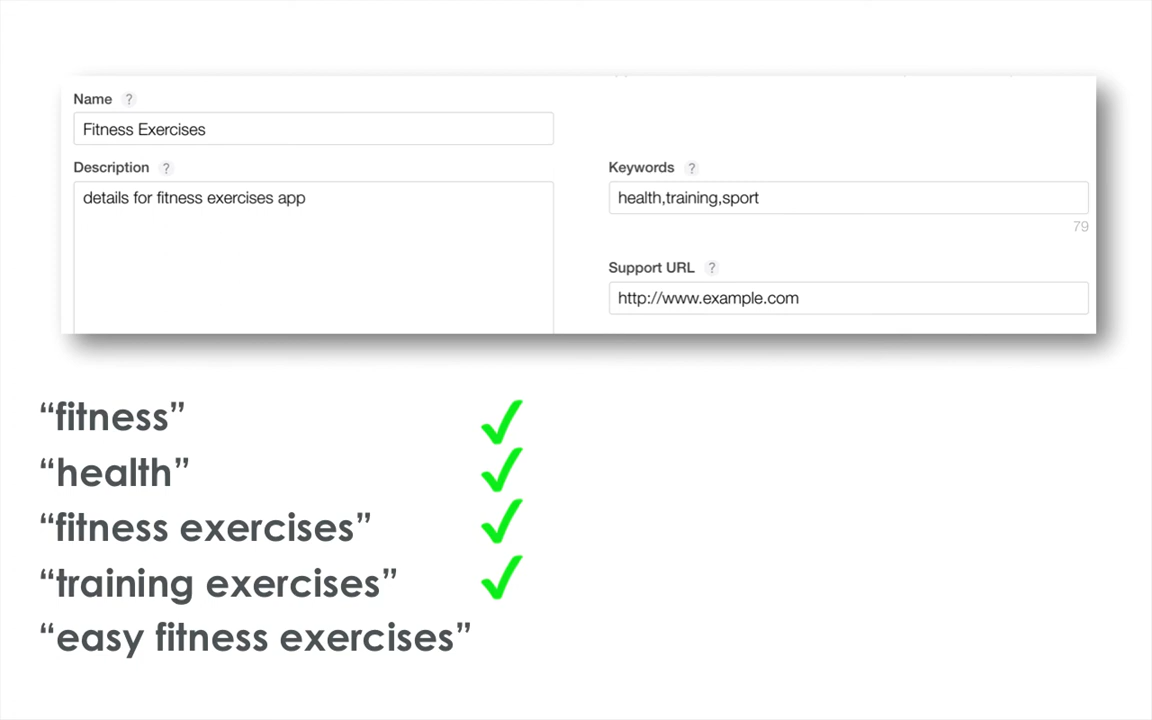 Name ?
Fitness Exercises
Description ?
details for fitness exercises app
Keywords ?
health,training,sport
79
Support URL ?
http://www.example.com
“fitness”
“health”
“fitness exercises”
“training exercises”
“easy fitness exercises”